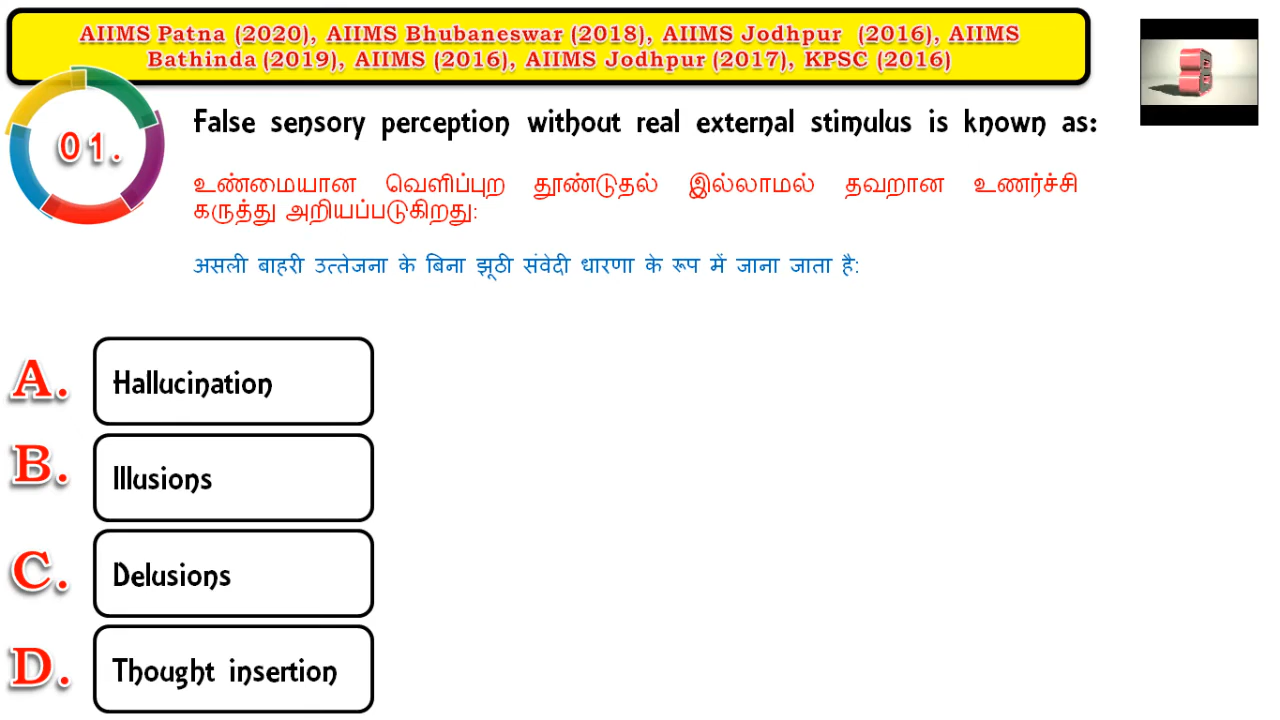 AIIMS Patna (2020), AIIMS Bhubaneswar (2018), AIIMS Jodhpur (2016), AIIMS
Bathinda (2019), AIIMS (2016), AIIMS Jodhpur (2017), KPSC (2016)
01.
False sensory perception without real external stimulus is known as:
உண்மையான வெளிப்புற தூண்டுதல் இல்லாமல் தவறான உணர்ச்சி
கருத்து அறியப்படுகிறது:
असली बाहरी उत्तेजना के बिना झूठी संवेदी धारणा के रूप में जाना जाता है:
A. Hallucination
B. Illusions
C. Delusions
D. Thought insertion